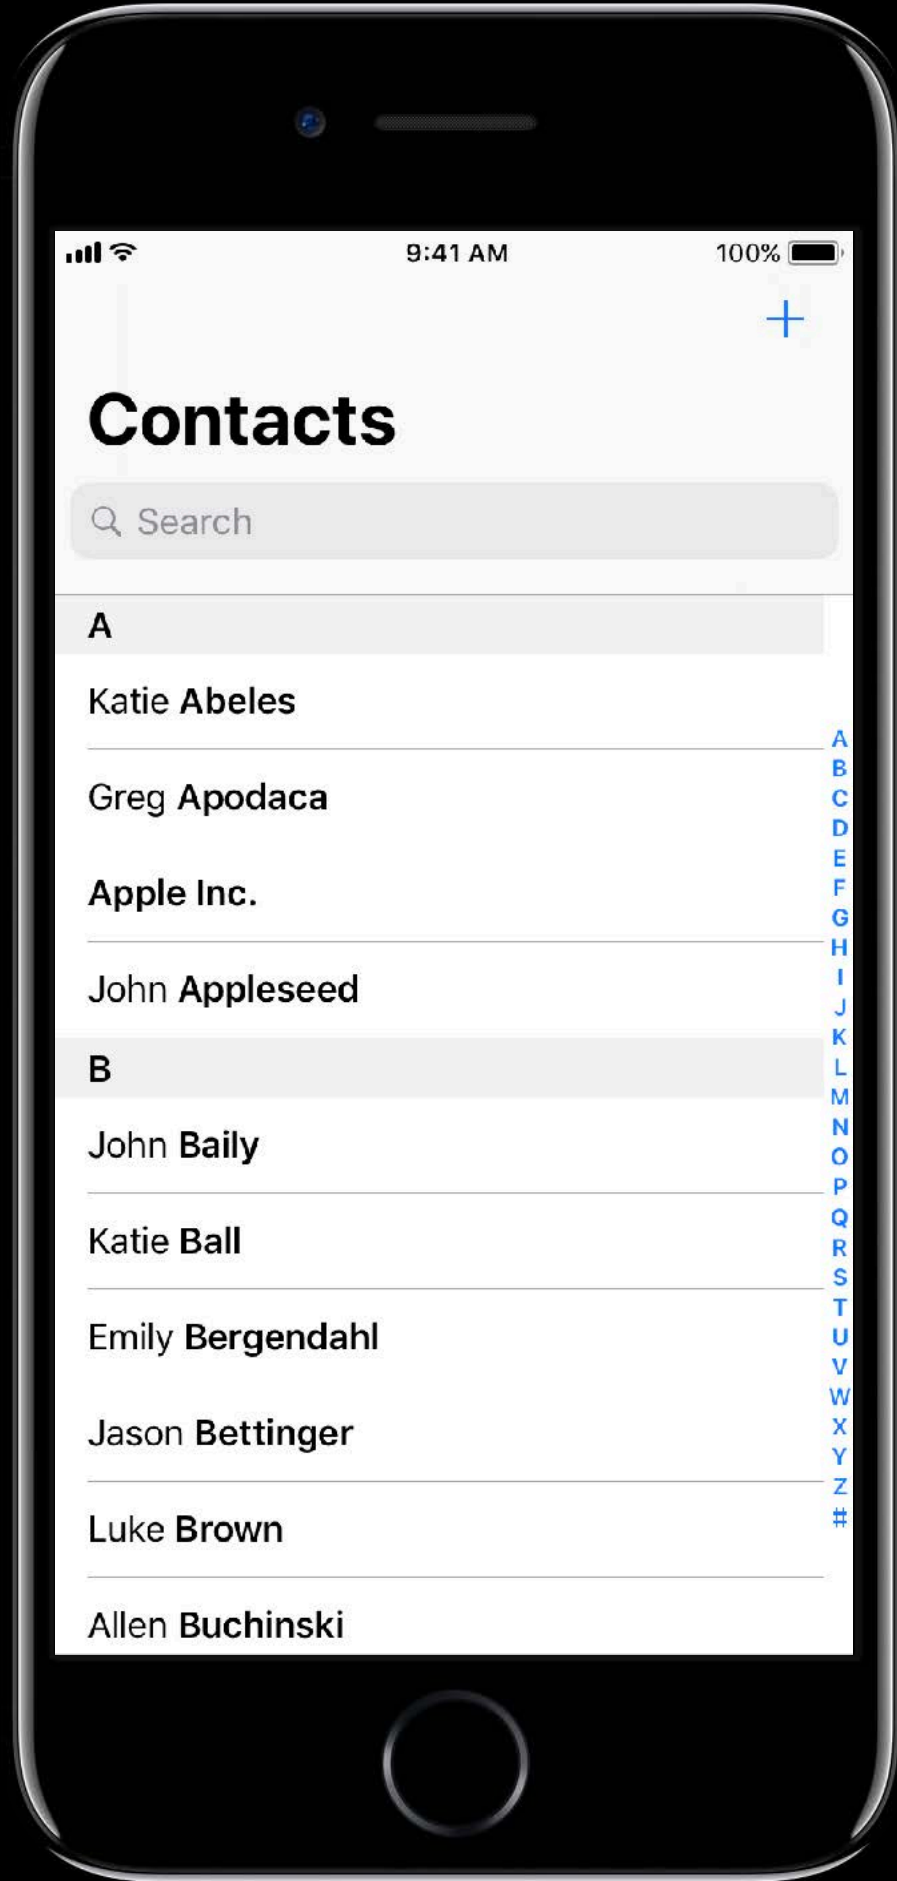 9:41 AM 100%
+
Contacts
Search
A
Katie Abeles
Greg Apodaca
Apple Inc.
John Appleseed
B
John Baily
Katie Ball
Emily Bergendahl
Jason Bettinger
Luke Brown
Allen Buchinski
A
B
C
D
E
F
G
H
I
J
K
L
M
N
O
P
Q
R
S
T
U
V
W
X
Y
Z
#